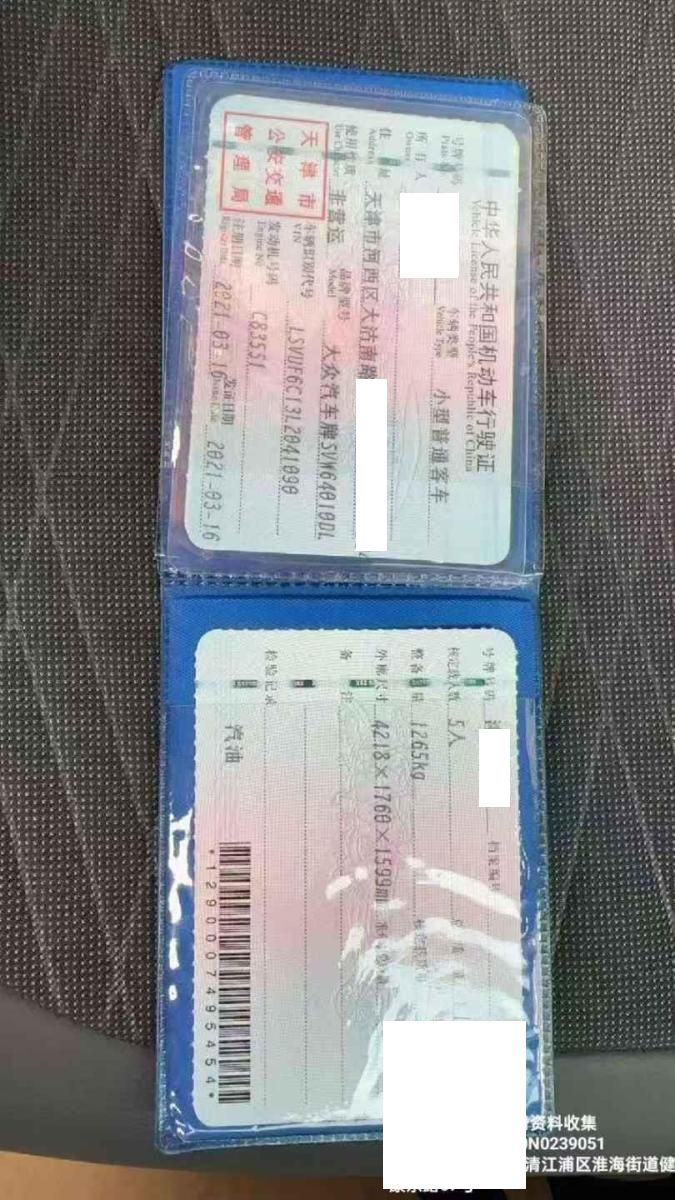 中华人民共和国机动车行驶证
Vehicle License of the People's Republic of China
号牌号码
车辆类型
Vehicle Type
小型普通客车
所有人
Owner
住
Address
天津市河西区大沽南路
使用性质
非营运
品牌型号
Model
大众汽车牌SVW64010DL
车辆识别代号
VIN
LSVUF6C13L2041090
发动机号码
Engine No.
C83551
注册日期
Register Date
2021-03-16
发证日期
Issue Date
2021-03-16
天津市
公安交通
管理局
号牌号码
档案编号
核定载人数
5人
整备质量
1265kg
外廓尺寸
4218×1760×1599mm
备注
检验记录
汽油
*1290007495454*
资料收集
N0239051
清江浦区淮海街道健